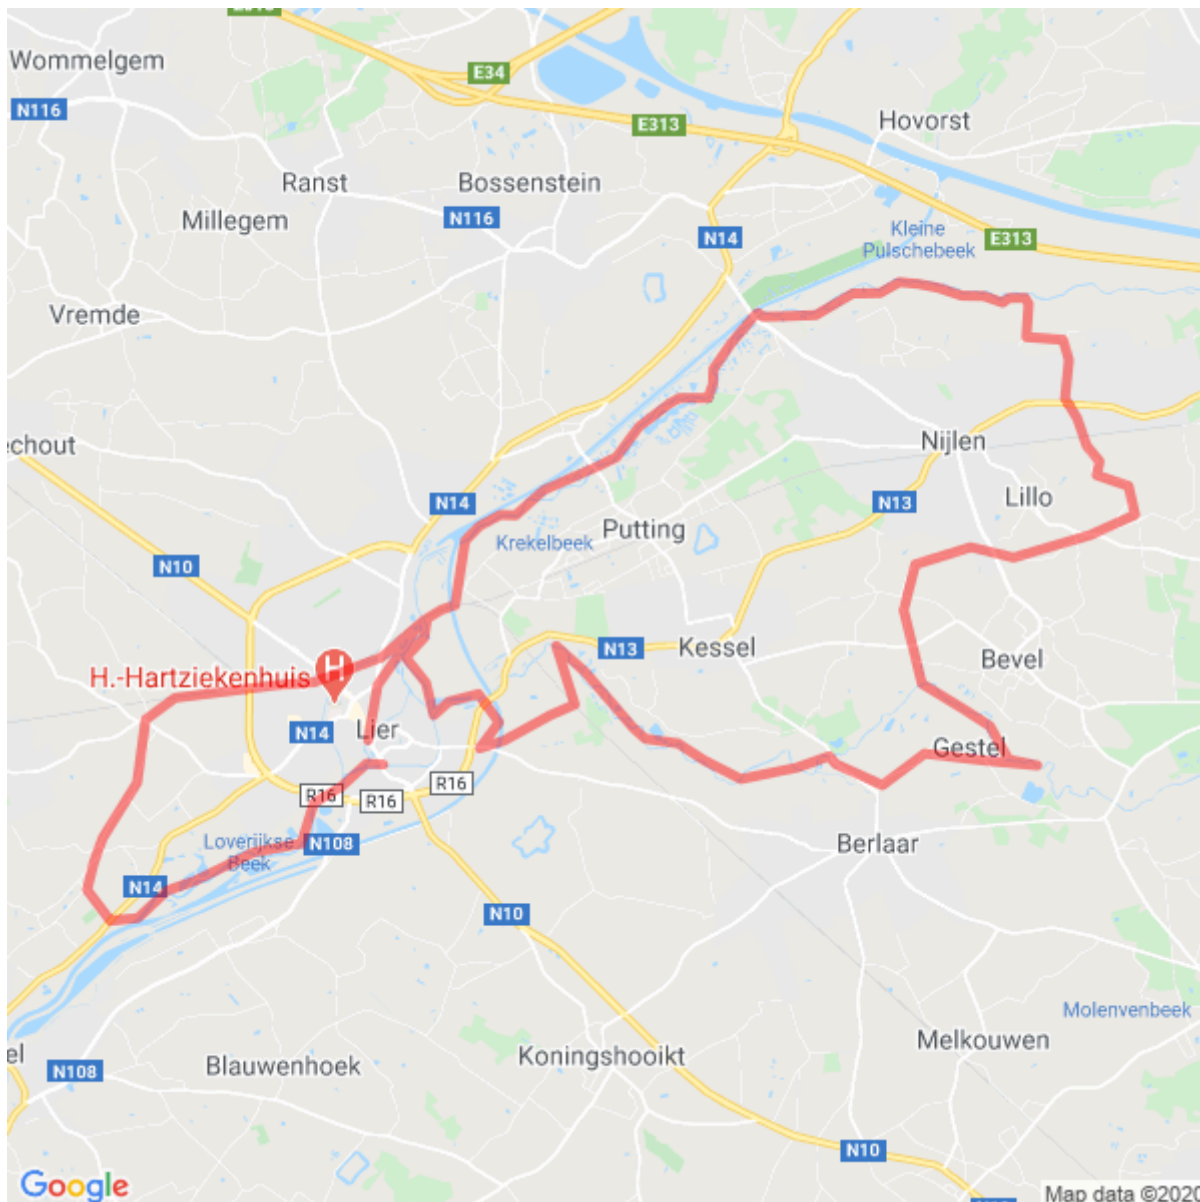 Wommelgem
E34
N116
E313
Hovorst
Ranst
Bossenstein
Millegem
N116
N14
Kleine
Pulschebeek
E313
Vremde
echout
Nijlen
N14
N13
Lillo
Krekelbeek
Putting
N10
N13
Kessel
Bevel
H
H.-Hartziekenhuis
N14
Lier
Gestel
R16
R16
R16
Loverijkse
Beek
N108
Berlaar
N14
N10
Molenvenbeek
el
N108
Blauwenhoek
Koningshooikt
Melkouwen
N10
Google
Map data ©2020